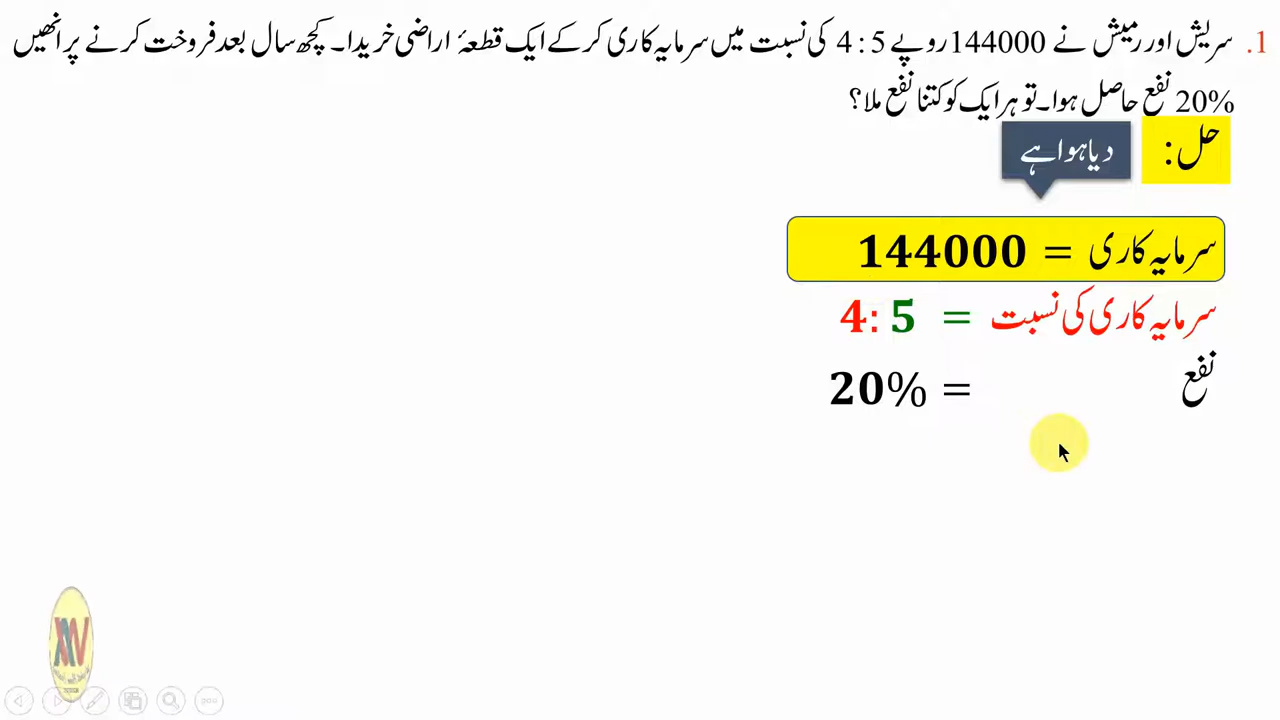 1. سریش اور رمیش نے 144000 روپے 5 : 4 کی نسبت میں سرمایہ کاری کرکے ایک قطعۂ اراضی خریدا۔ کچھ سال بعد فروخت کرنے پر انھیں
20% نفع حاصل ہوا۔ تو ہر ایک کو کتنا نفع ملا؟
حل:
دیا ہوا ہے
سرمایہ کاری = 144000
سرمایہ کاری کی نسبت = 4: 5
نفع = 20%